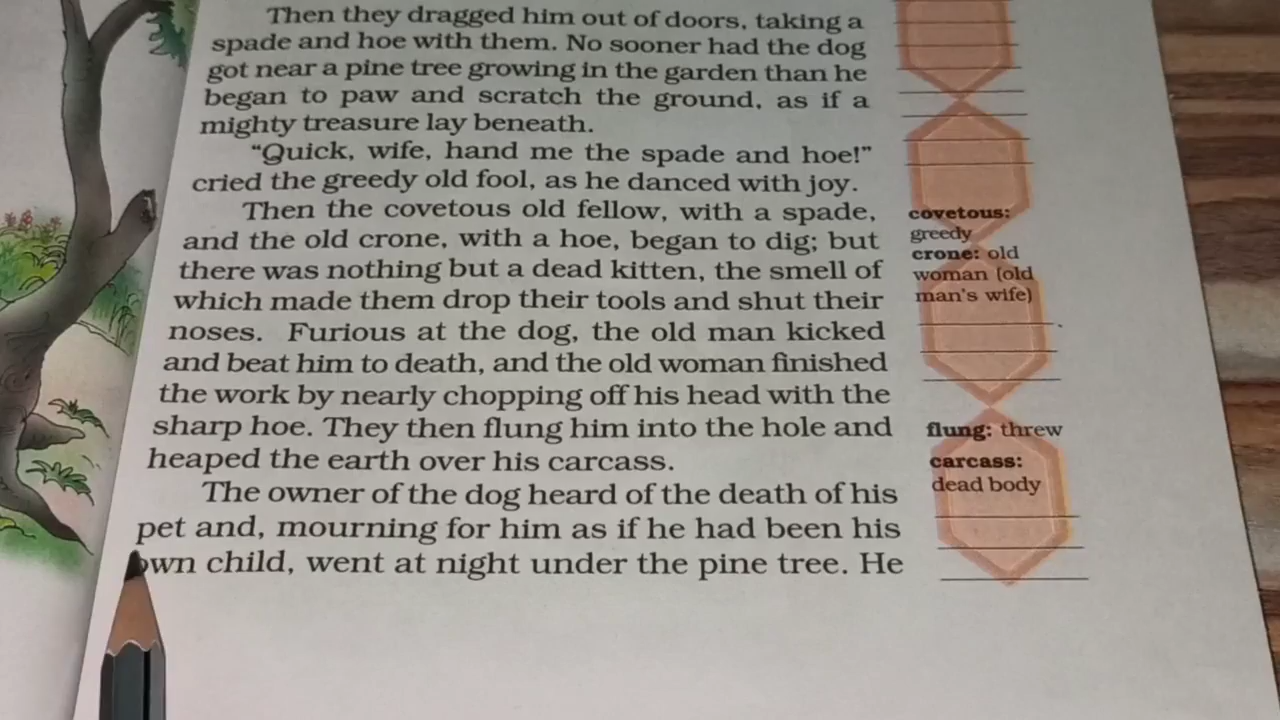 Then they dragged him out of doors, taking a
spade and hoe with them. No sooner had the dog
got near a pine tree growing in the garden than he
began to paw and scratch the ground, as if a
mighty treasure lay beneath.
“Quick, wife, hand me the spade and hoe!”
cried the greedy old fool, as he danced with joy.
Then the covetous old fellow, with a spade,
and the old crone, with a hoe, began to dig; but
there was nothing but a dead kitten, the smell of
which made them drop their tools and shut their
noses. Furious at the dog, the old man kicked
and beat him to death, and the old woman finished
the work by nearly chopping off his head with the
sharp hoe. They then flung him into the hole and
heaped the earth over his carcass.
The owner of the dog heard of the death of his
pet and, mourning for him as if he had been his
own child, went at night under the pine tree. He
covetous:
greedy
crone: old
woman (old
man's wife)
flung: threw
carcass:
dead body